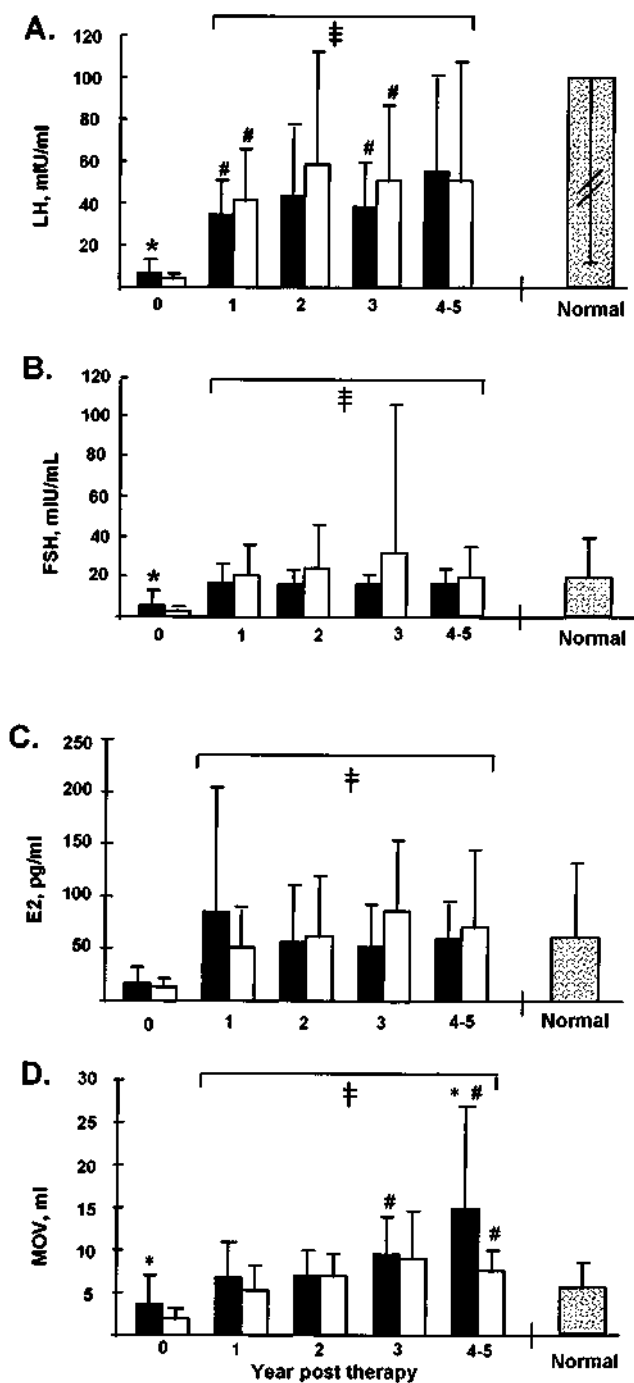 A.
‡
120
100
80
60
40
20
LH, mIU/ml
*
# #
# #
0 1 2 3 4-5 Normal
B.
‡
120
100
80
60
40
20
FSH, mIU/mL
*
0 1 2 3 4-5 Normal
C.
‡
250
200
150
100
50
E2, pg/ml
0 1 2 3 4-5 Normal
D.
‡
30
25
20
15
10
5
MOV, ml
*
#
* #
#
0 1 2 3 4-5 Normal
Year post therapy